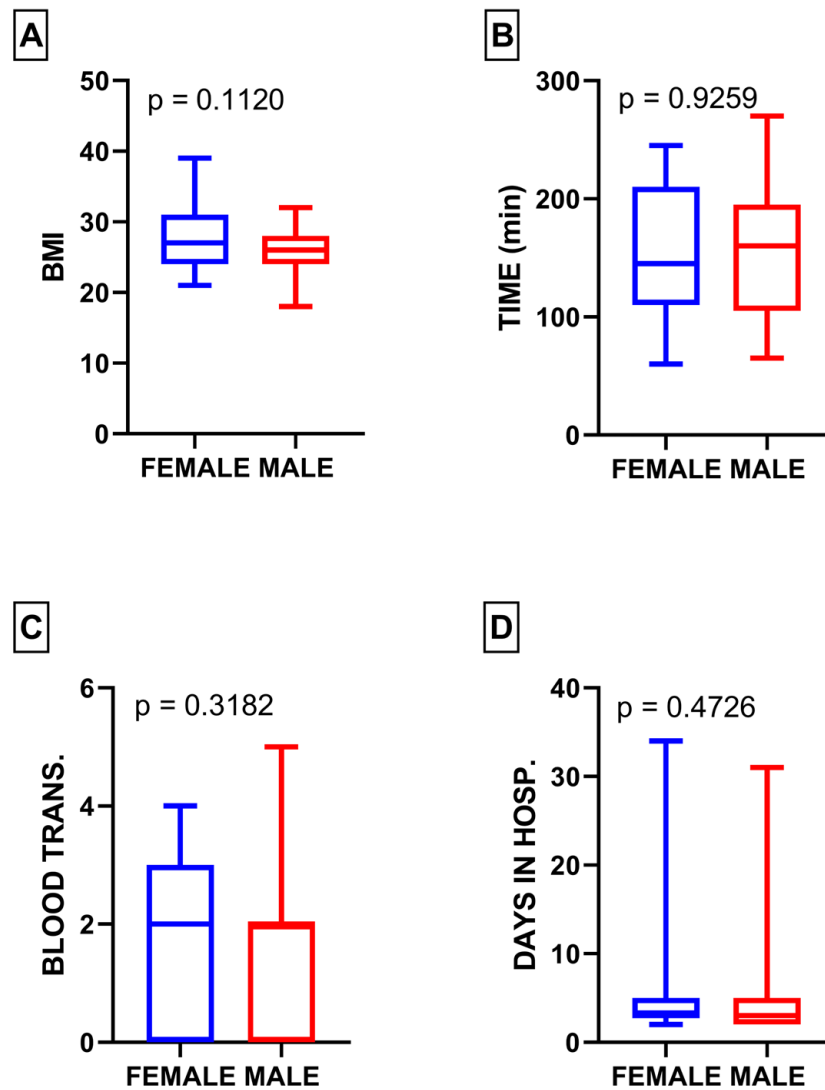 A
p = 0.1120
BMI
50
40
30
20
10
0
FEMALE MALE
B
p = 0.9259
TIME (min)
300
200
100
0
FEMALE MALE
C
p = 0.3182
BLOOD TRANS.
6
4
2
0
FEMALE MALE
D
p = 0.4726
DAYS IN HOSP.
40
30
20
10
0
FEMALE MALE